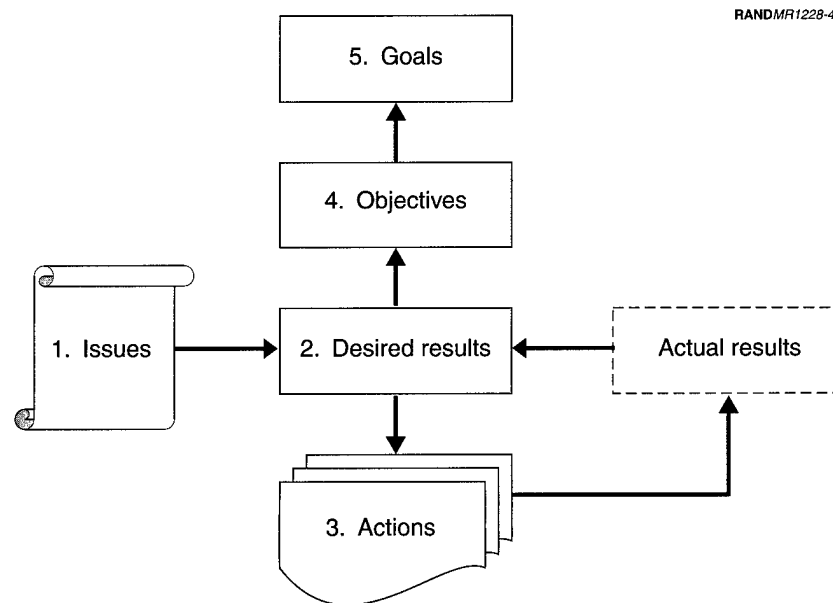 RANDMR1228-4
5. Goals
4. Objectives
1. Issues
2. Desired results
Actual results
3. Actions